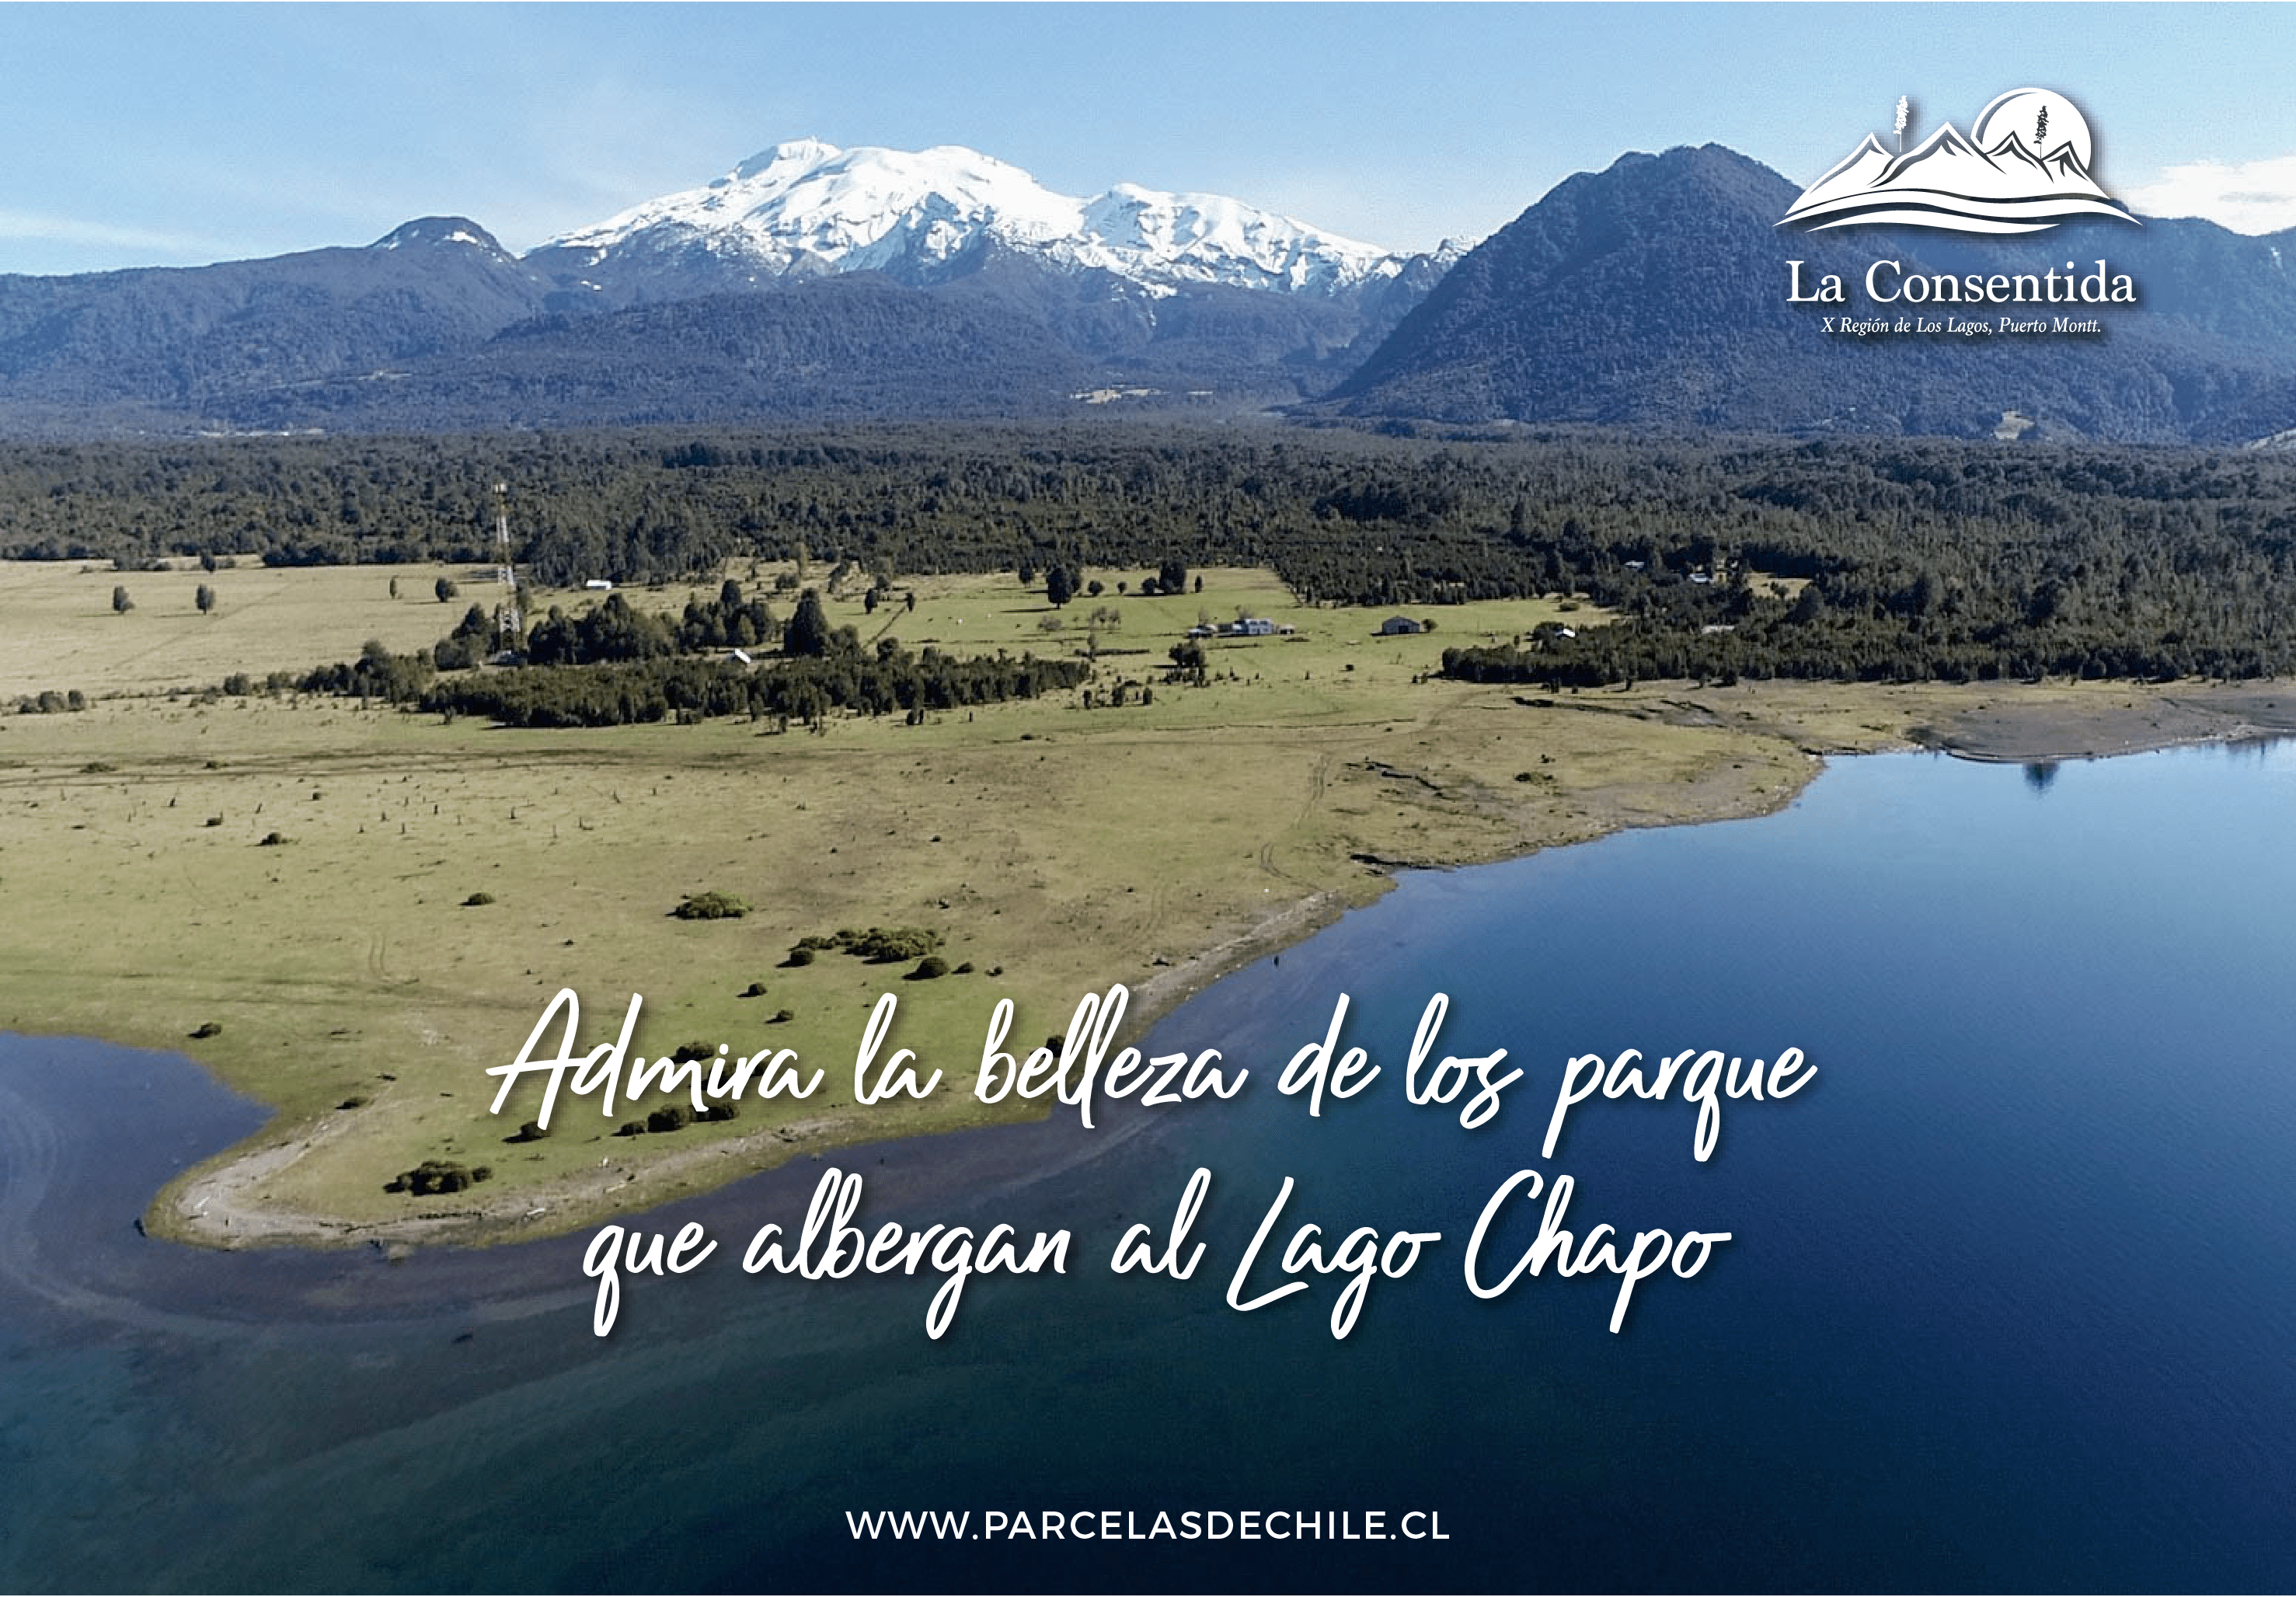 La Consentida
X Región de Los Lagos, Puerto Montt.
Admira la belleza de los parque
que albergan al Lago Chapo
WWW.PARCELASDECHILE.CL